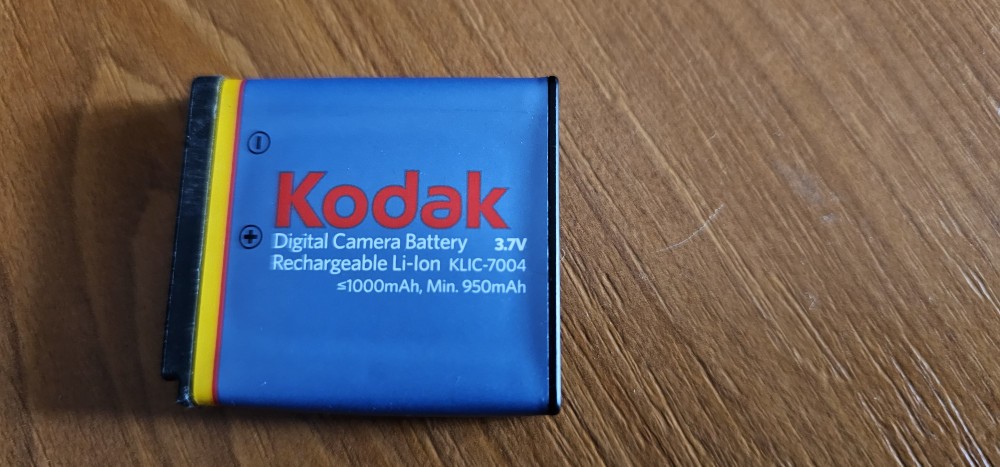 Kodak
Digital Camera Battery 3.7V
Rechargeable Li-Ion KLIC-7004
≤1000mAh, Min. 950mAh